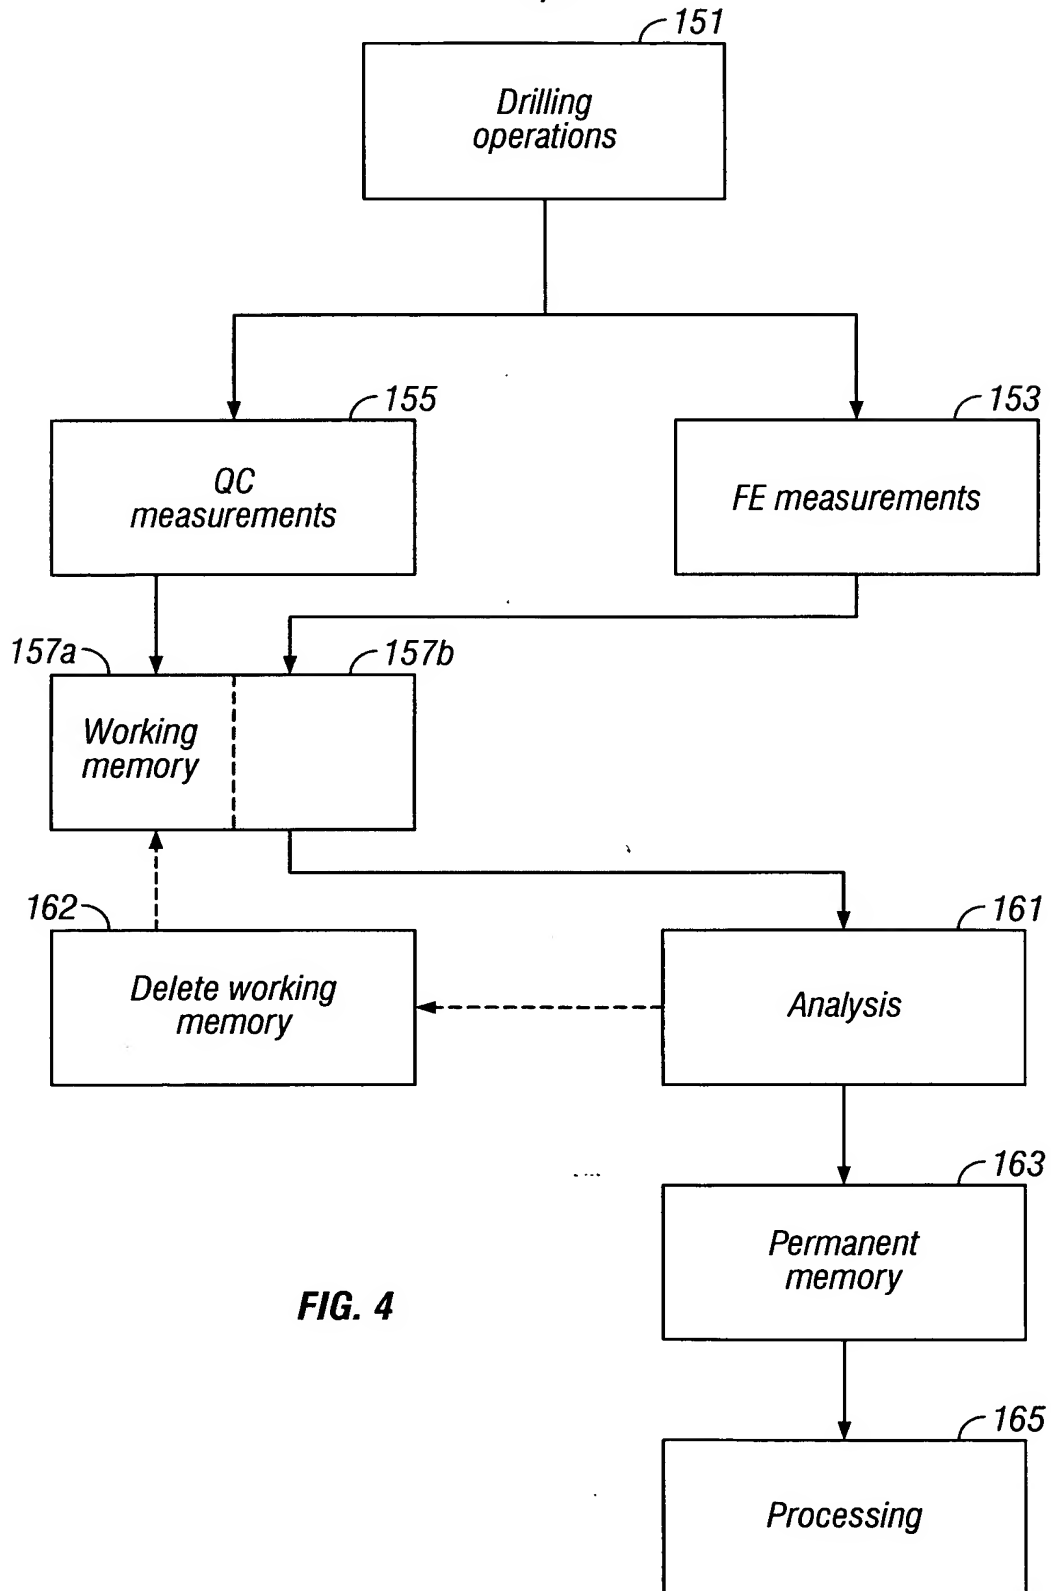 151
Drilling
operations
155
153
QC
measurements
FE measurements
157a
157b
Working
memory
162
161
Delete working
memory
Analysis
163
Permanent
memory
FIG. 4
165
Processing